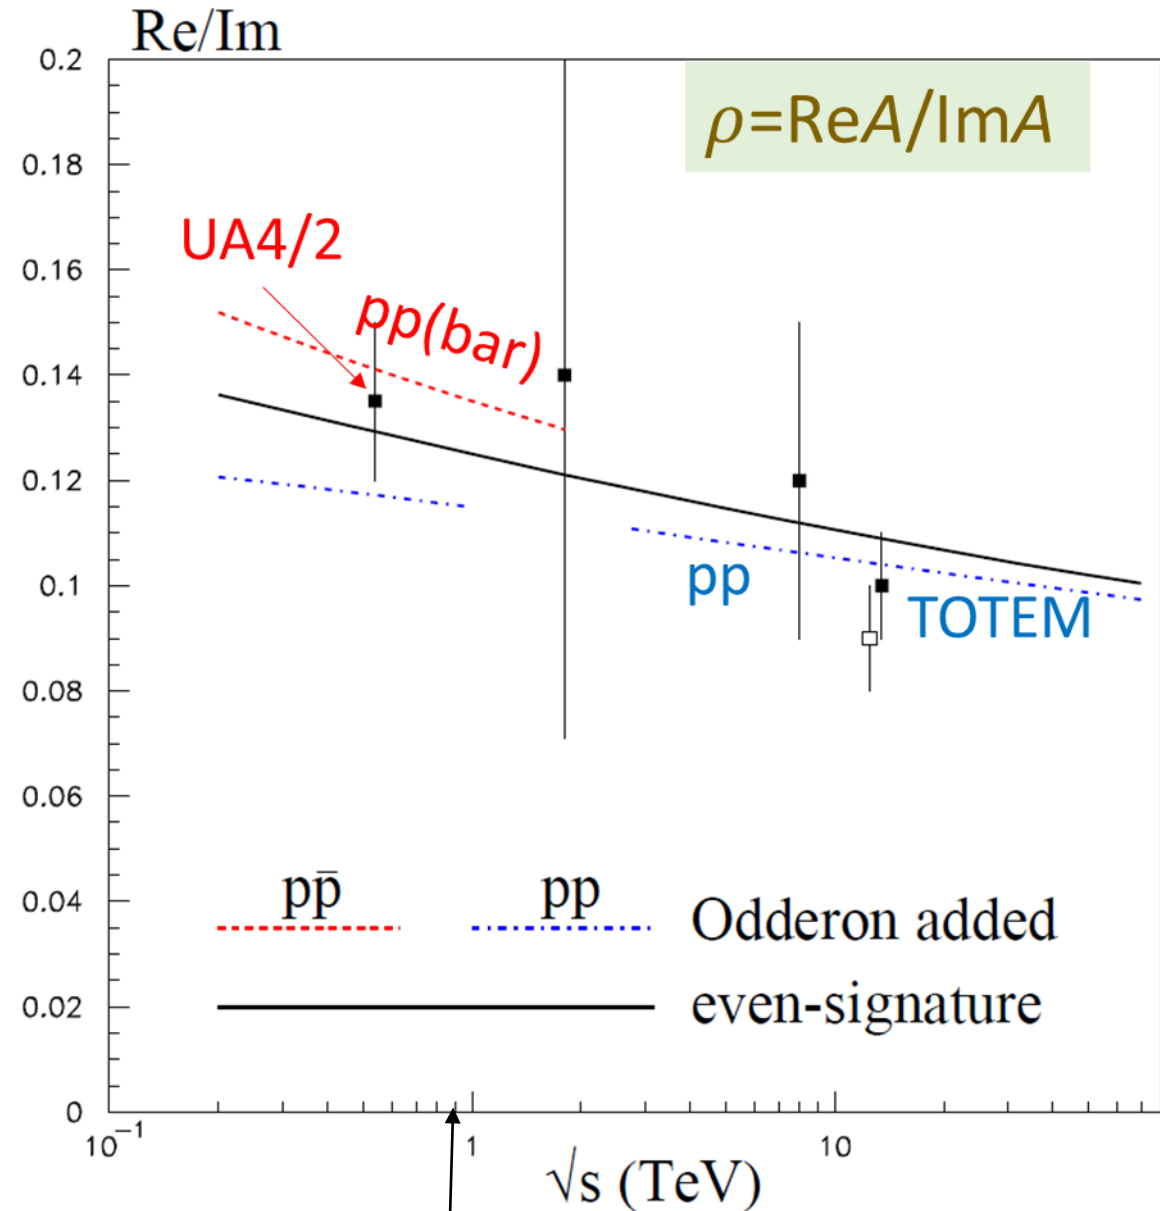 Re/Im
0.2
ρ=ReA/ImA
0.18
UA4/2
0.16
pp(bar)
0.14
0.12
pp
0.1
TOTEM
0.08
0.06
pp̄ pp
0.04
Odderon added
0.02
even-signature
0
10⁻¹ 1 10
√s (TeV)